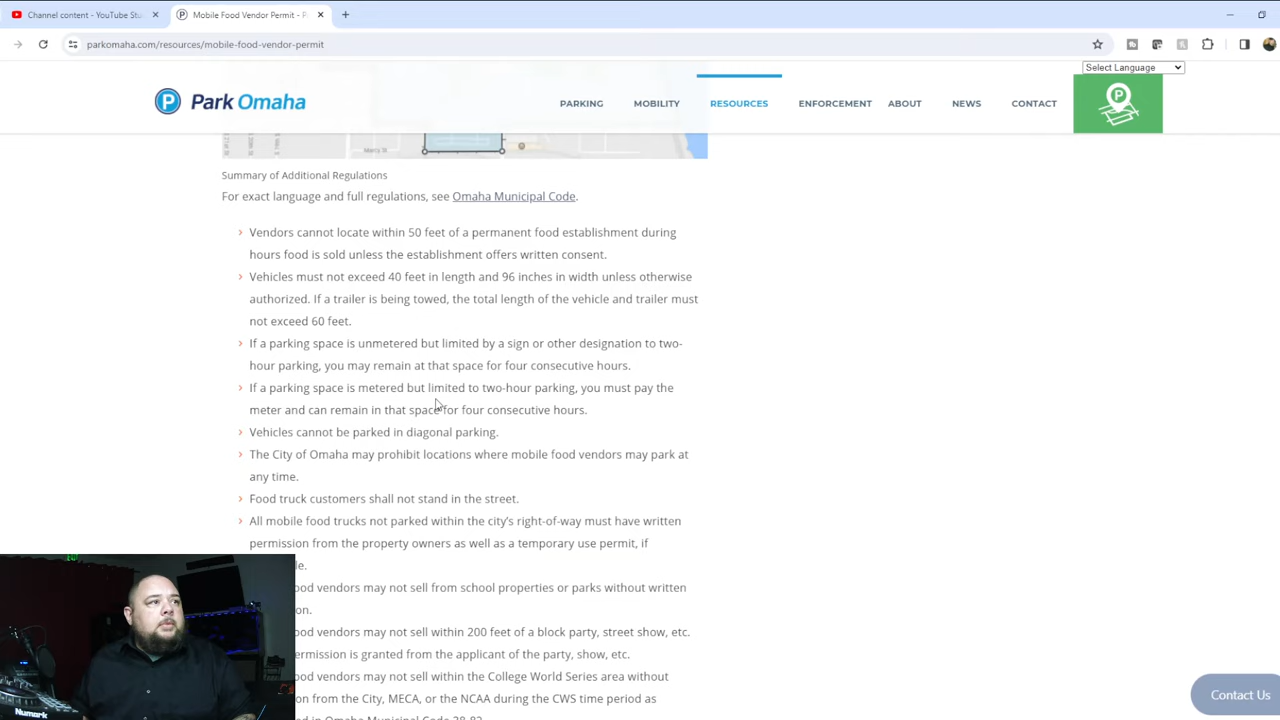 Channel content - YouTube Stu
Mobile Food Vendor Permit - P
parkomaha.com/resources/mobile-food-vendor-permit
Select Language
P Park Omaha
PARKING
MOBILITY
RESOURCES
ENFORCEMENT
ABOUT
NEWS
CONTACT
Summary of Additional Regulations
For exact language and full regulations, see Omaha Municipal Code.
Vendors cannot locate within 50 feet of a permanent food establishment during
hours food is sold unless the establishment offers written consent.
Vehicles must not exceed 40 feet in length and 96 inches in width unless otherwise
authorized. If a trailer is being towed, the total length of the vehicle and trailer must
not exceed 60 feet.
If a parking space is unmetered but limited by a sign or other designation to two-
hour parking, you may remain at that space for four consecutive hours.
If a parking space is metered but limited to two-hour parking, you must pay the
meter and can remain in that space for four consecutive hours.
Vehicles cannot be parked in diagonal parking.
The City of Omaha may prohibit locations where mobile food vendors may park at
any time.
Food truck customers shall not stand in the street.
All mobile food trucks not parked within the city's right-of-way must have written
permission from the property owners as well as a temporary use permit, if
le.
ood vendors may not sell from school properties or parks without written
on.
ood vendors may not sell within 200 feet of a block party, street show, etc.
ermission is granted from the applicant of the party, show, etc.
ood vendors may not sell within the College World Series area without
on from the City, MECA, or the NCAA during the CWS time period as
d in Omaha Municipal Code 38-82
Contact Us
Numark